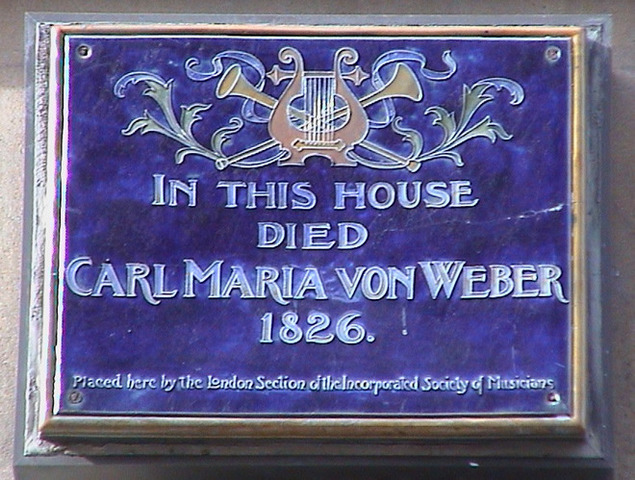 IN THIS HOUSE
DIED
CARL MARIA VON WEBER
1826.
Placed here by the London Section of the Incorporated Society of Musicians